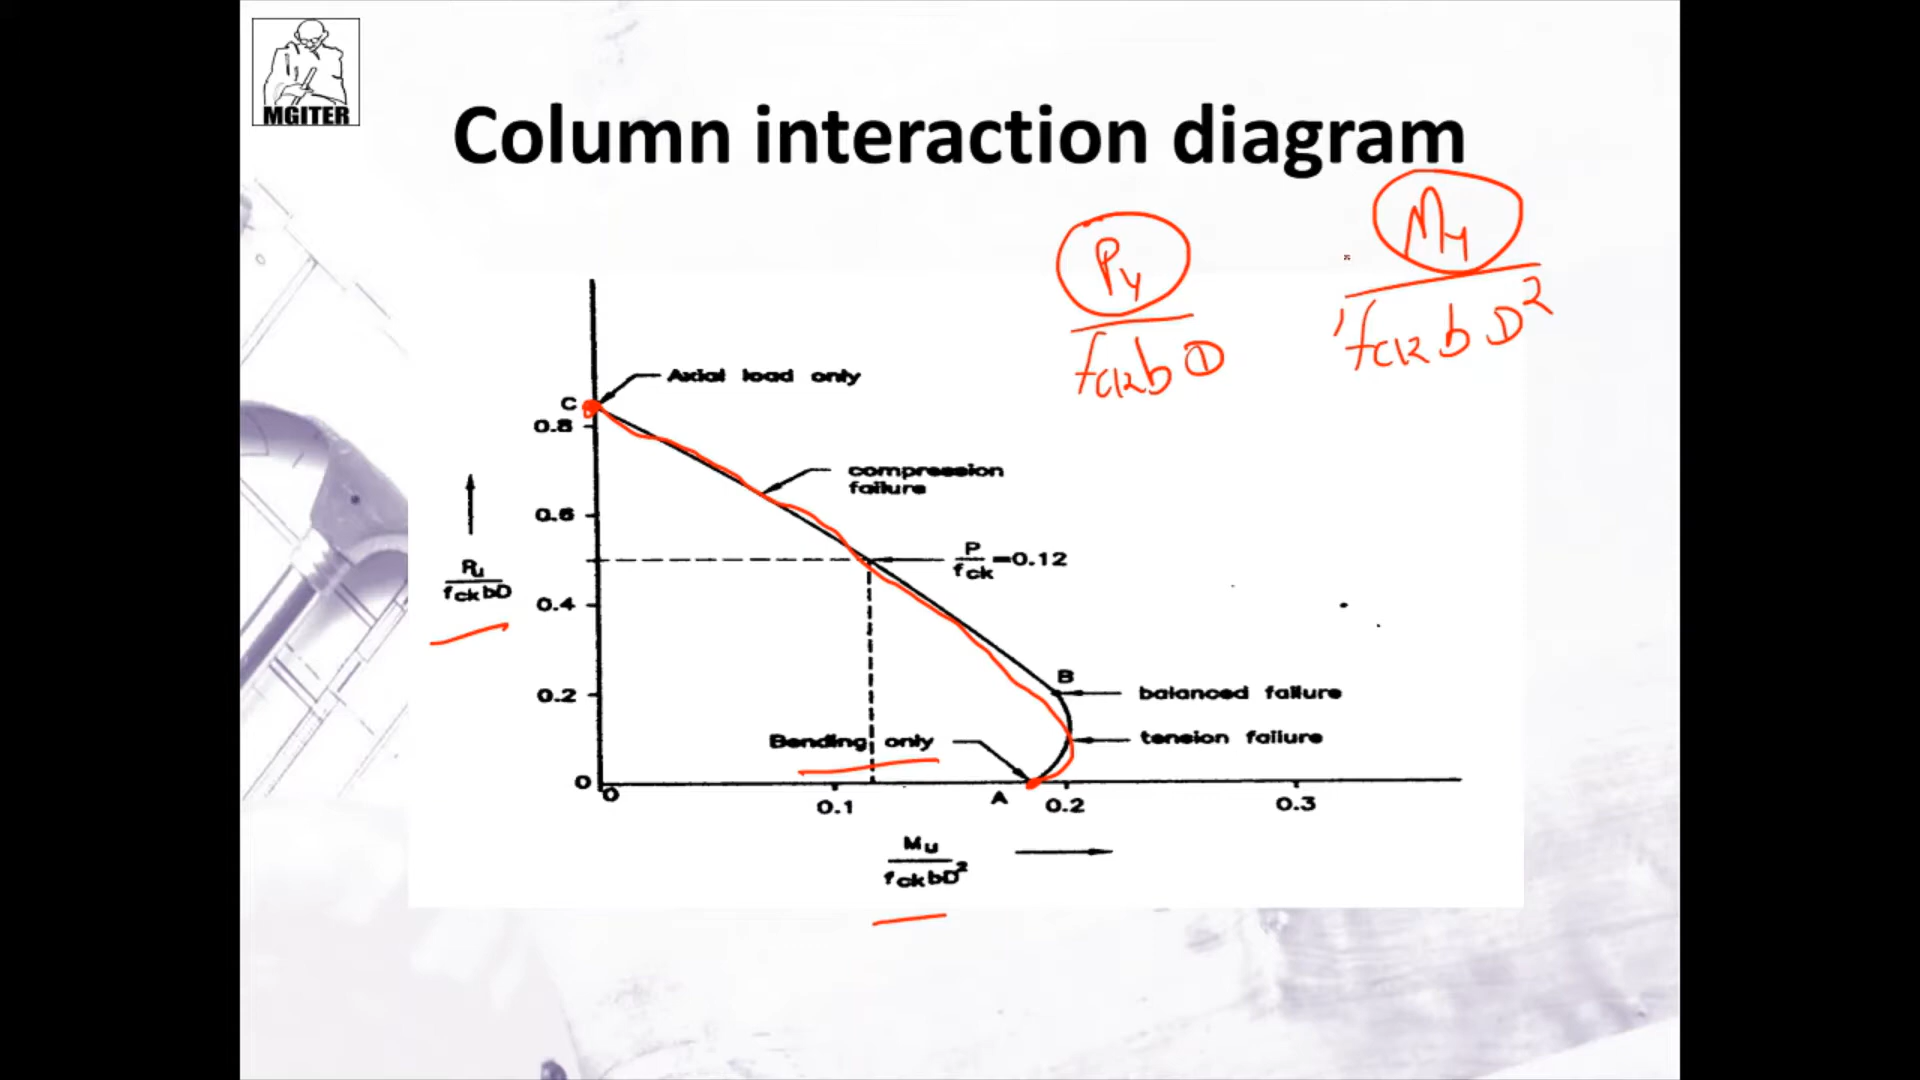 MGITER
Column interaction diagram
Pu
fck b D
Mu
fck b D²
Axial load only
C
0.8
compression
failure
0.6
P
fck =0.12
Pu
fck bD
0.4
B
0.2
balanced failure
tension failure
Bending only
0
0
A
0.1
0.2
0.3
Mu
fck bD²